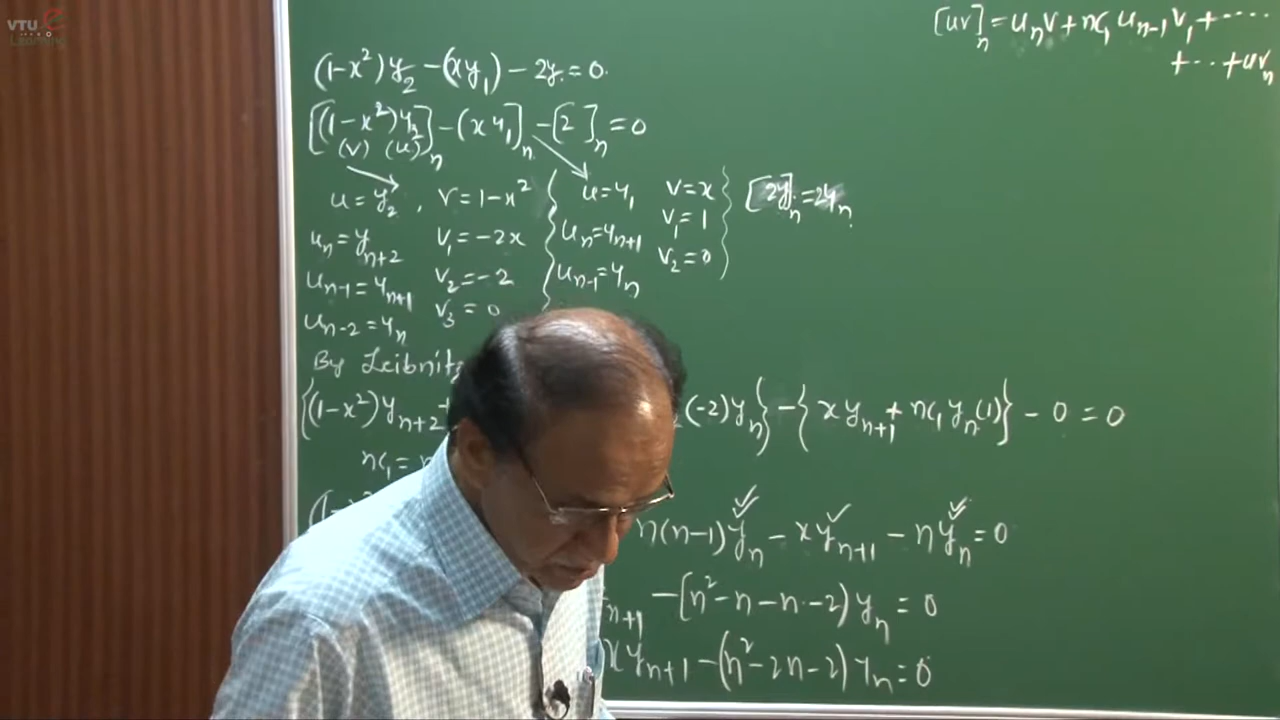 VTU e
Learning
[uv]ₙ = uₙv + nc₁ uₙ₋₁ v₁ + ····
+ ··· + uvₙ
(1-x²)y₂ - (xy₁) - 2y = 0.
[(1-x²)y₂]ₙ - (xy₁]ₙ - [2 ]ₙ = 0
(v) (u)
u = y₂ , v = 1-x² u = y₁ v = x [2y]ₙ = 2yₙ.
v₁ = 1
uₙ = yₙ₊₂ v₁ = -2x uₙ = yₙ₊₁
v₂ = 0
uₙ₋₁ = yₙ₊₁ v₂ = -2 uₙ₋₁ = yₙ
uₙ₋₂ = yₙ v₃ = 0
By Leibnitz
{(1-x²)yₙ₊₂ (-2)yₙ} - {xyₙ₊₁ + nc₁ yₙ(1)} - 0 = 0
nc₁ =
n(n-1)yₙ - xyₙ₊₁ - nyₙ = 0
ₙ₊₁ - [n² - n - n - 2) yₙ = 0
xyₙ₊₁ - (n² - 2n - 2) yₙ = 0